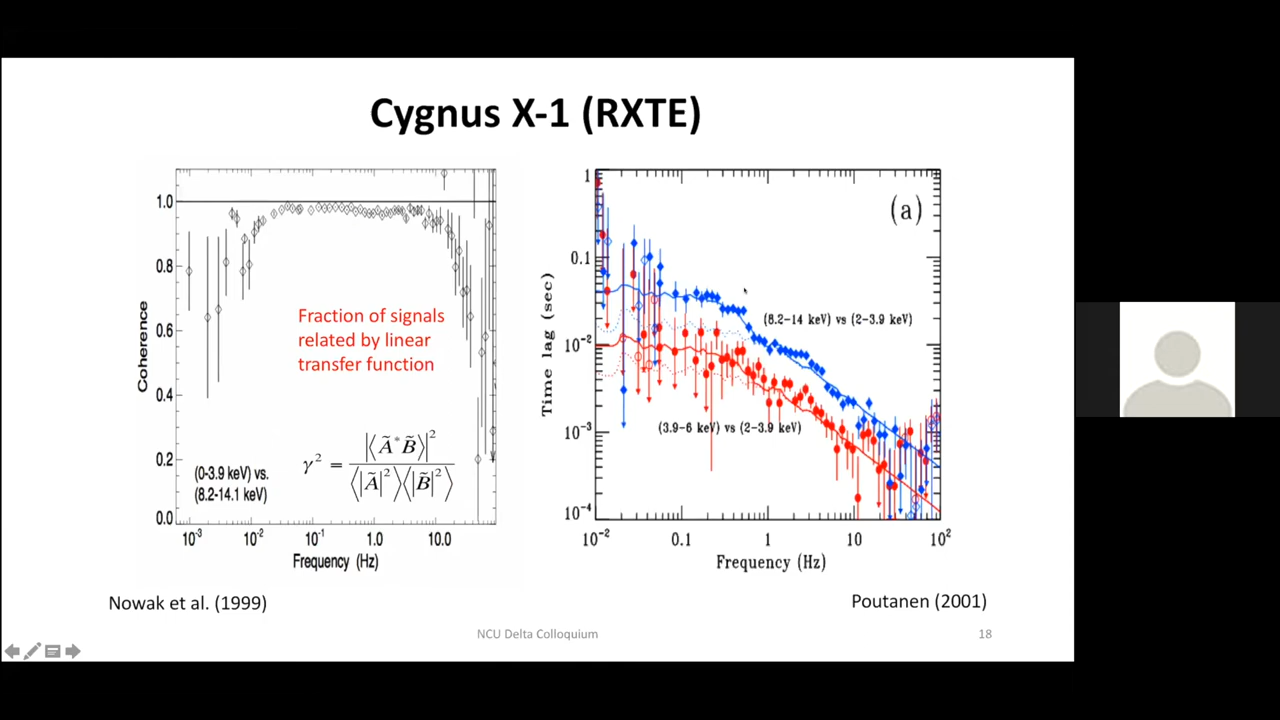 Cygnus X-1 (RXTE)
1.0
0.8
0.6
0.4
0.2
0.0
Coherence
Fraction of signals
related by linear
transfer function
(0-3.9 keV) vs.
(8.2-14.1 keV)
γ² = |⟨Ã*B̃⟩|² / ⟨|Ã|²⟩⟨|B̃|²⟩
10⁻³ 10⁻² 10⁻¹ 1.0 10.0
Frequency (Hz)
Nowak et al. (1999)
1
0.1
10⁻²
10⁻³
10⁻⁴
Time lag (sec)
(a)
(8.2-14 keV) vs (2-3.9 keV)
(3.9-6 keV) vs (2-3.9 keV)
10⁻² 0.1 1 10 10²
Frequency (Hz)
Poutanen (2001)
NCU Delta Colloquium
18